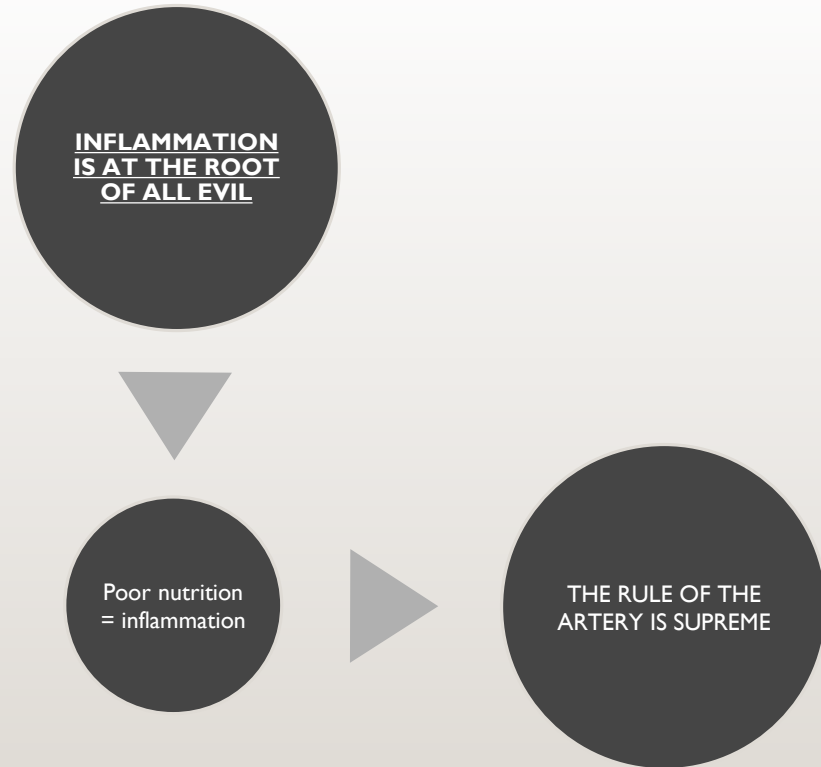 INFLAMMATION
IS AT THE ROOT
OF ALL EVIL
Poor nutrition
= inflammation
THE RULE OF THE
ARTERY IS SUPREME